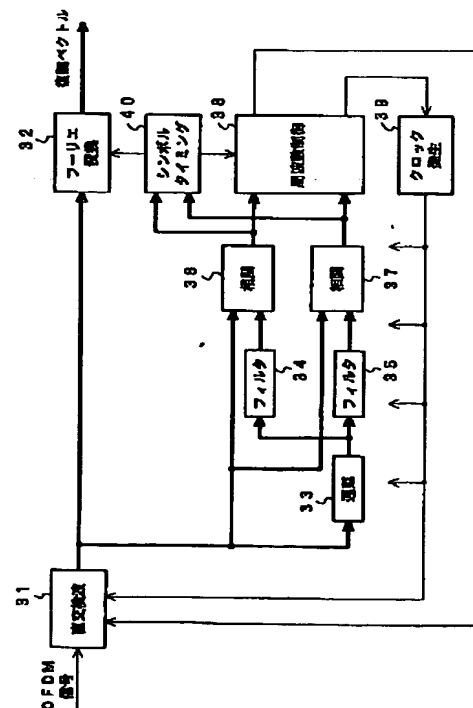 OFDM
信号
31
直交検波
32
フーリエ
変換
復調ベクトル
40
シンボル
タイミング
38
周波数制御
36
相関
37
相関
34
フィルタ
35
フィルタ
33
遅延
39
クロック
発生